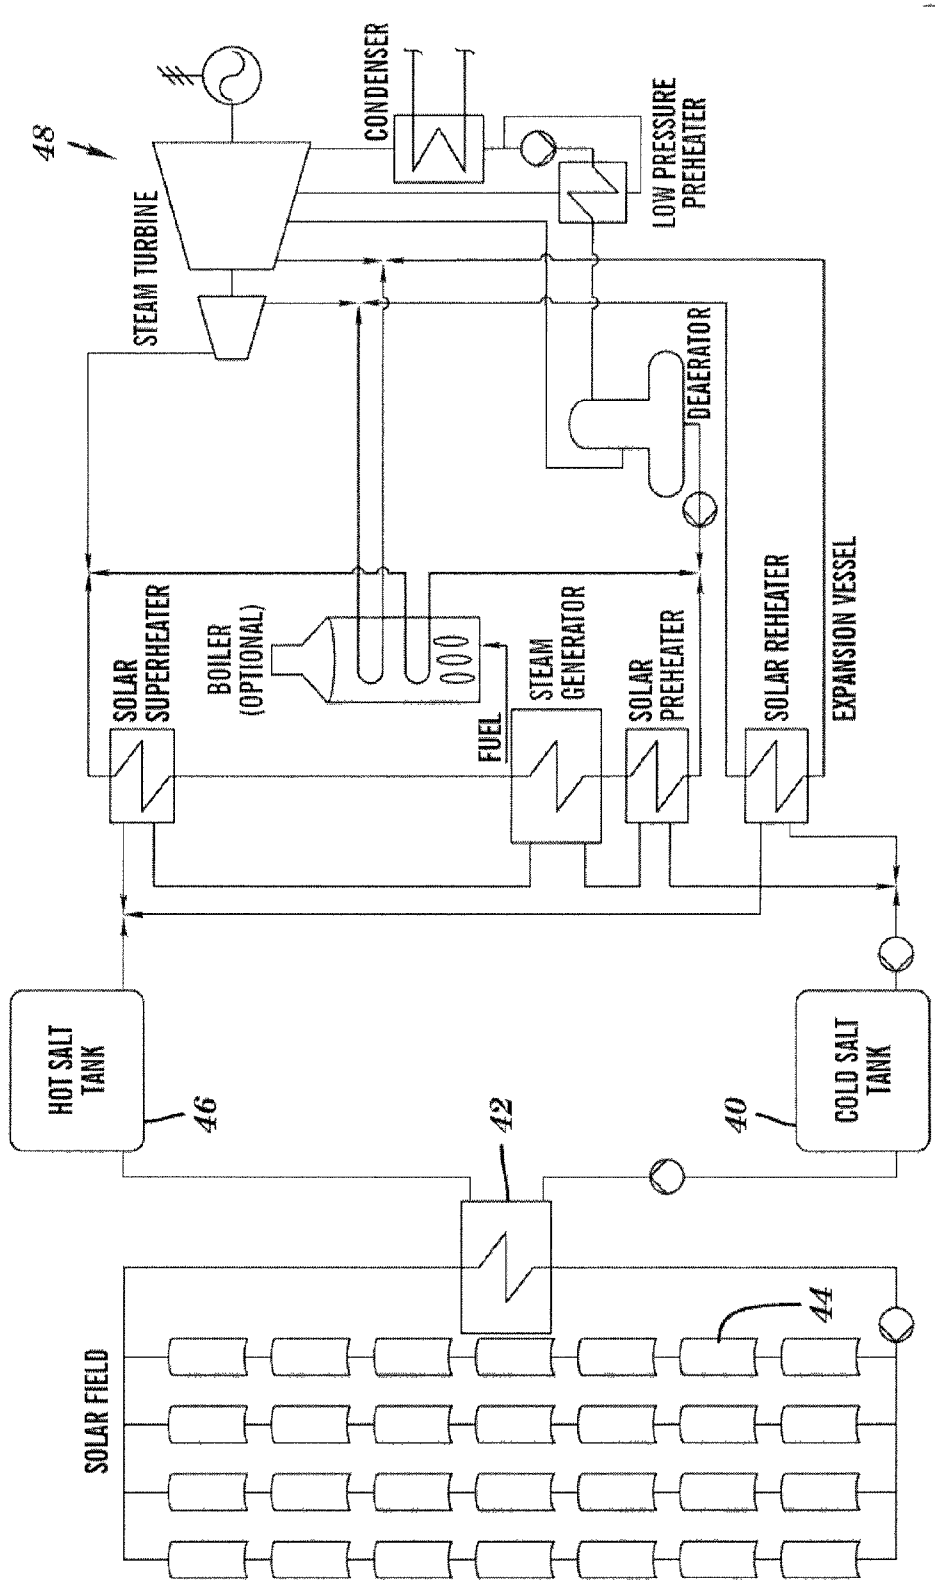 SOLAR FIELD
44
42
HOT SALT
TANK
46
COLD SALT
TANK
40
SOLAR
SUPERHEATER
BOILER
(OPTIONAL)
FUEL
STEAM
GENERATOR
SOLAR
PREHEATER
SOLAR REHEATER
EXPANSION VESSEL
DEAERATOR
STEAM TURBINE
48
CONDENSER
LOW PRESSURE
PREHEATER